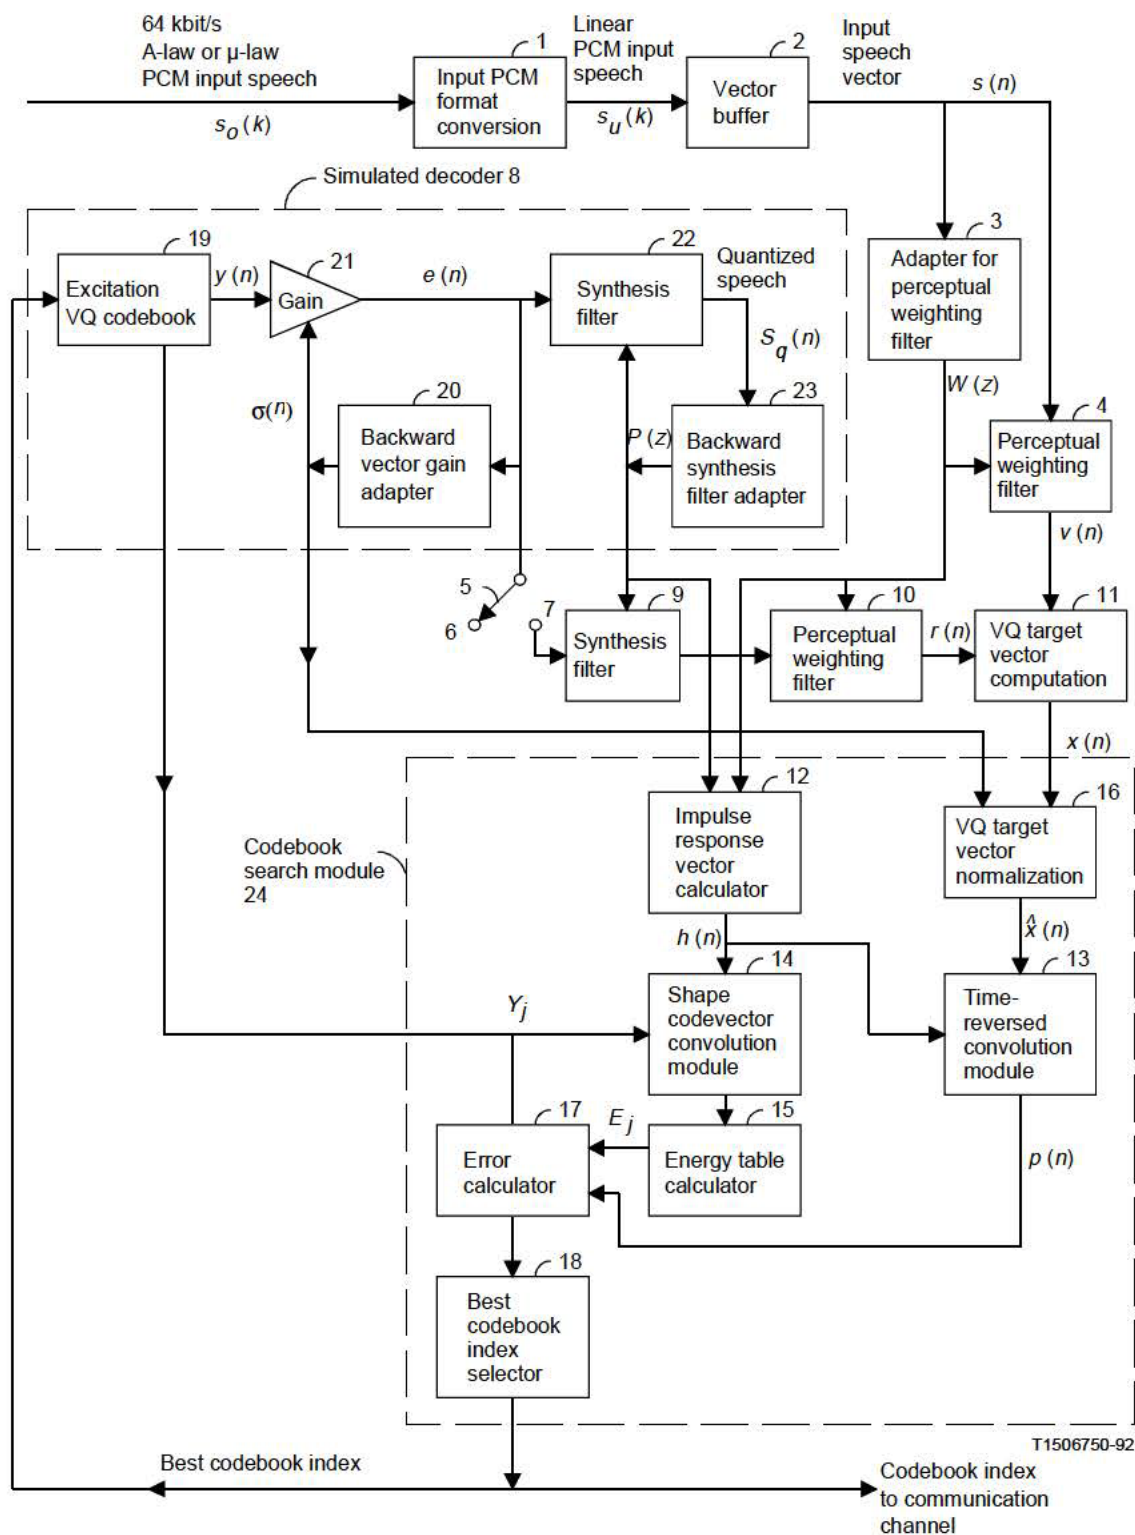 64 kbit/s
A-law or µ-law
PCM input speech
s_o (k)
1
Input PCM
format
conversion
Linear
PCM input
speech
s_u (k)
2
Vector
buffer
Input
speech
vector
s (n)
Simulated decoder 8
19
Excitation
VQ codebook
y (n)
21
Gain
e (n)
22
Synthesis
filter
Quantized
speech
S_q (n)
3
Adapter for
perceptual
weighting
filter
W (z)
σ(n)
20
Backward
vector gain
adapter
P (z)
23
Backward
synthesis
filter adapter
4
Perceptual
weighting
filter
v (n)
5
6
7
9
Synthesis
filter
10
Perceptual
weighting
filter
r (n)
11
VQ target
vector
computation
x (n)
Codebook
search module
24
12
Impulse
response
vector
calculator
16
VQ target
vector
normalization
h (n)
x̂ (n)
14
Shape
codevector
convolution
module
13
Time-
reversed
convolution
module
Y_j
17
Error
calculator
E_j
15
Energy table
calculator
p (n)
18
Best
codebook
index
selector
T1506750-92
Best codebook index
Codebook index
to communication
channel